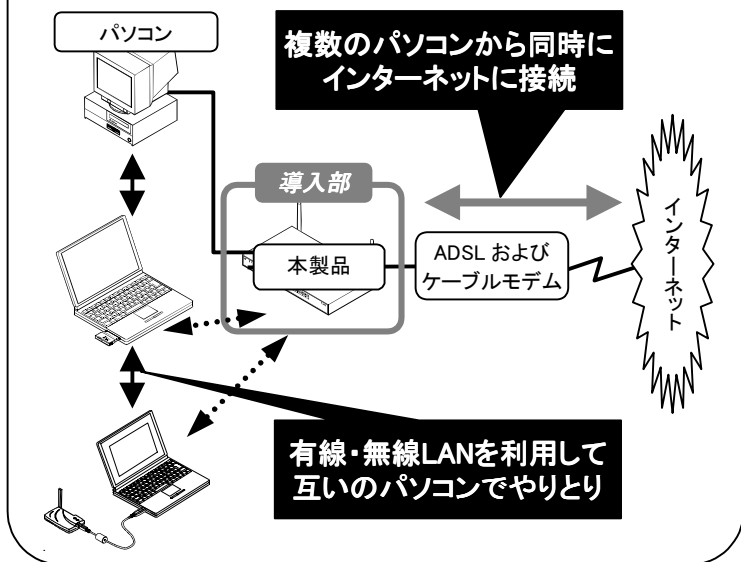 パソコン
複数のパソコンから同時に
インターネットに接続
導入部
本製品
ADSL および
ケーブルモデム
インターネット
有線・無線LANを利用して
互いのパソコンでやりとり